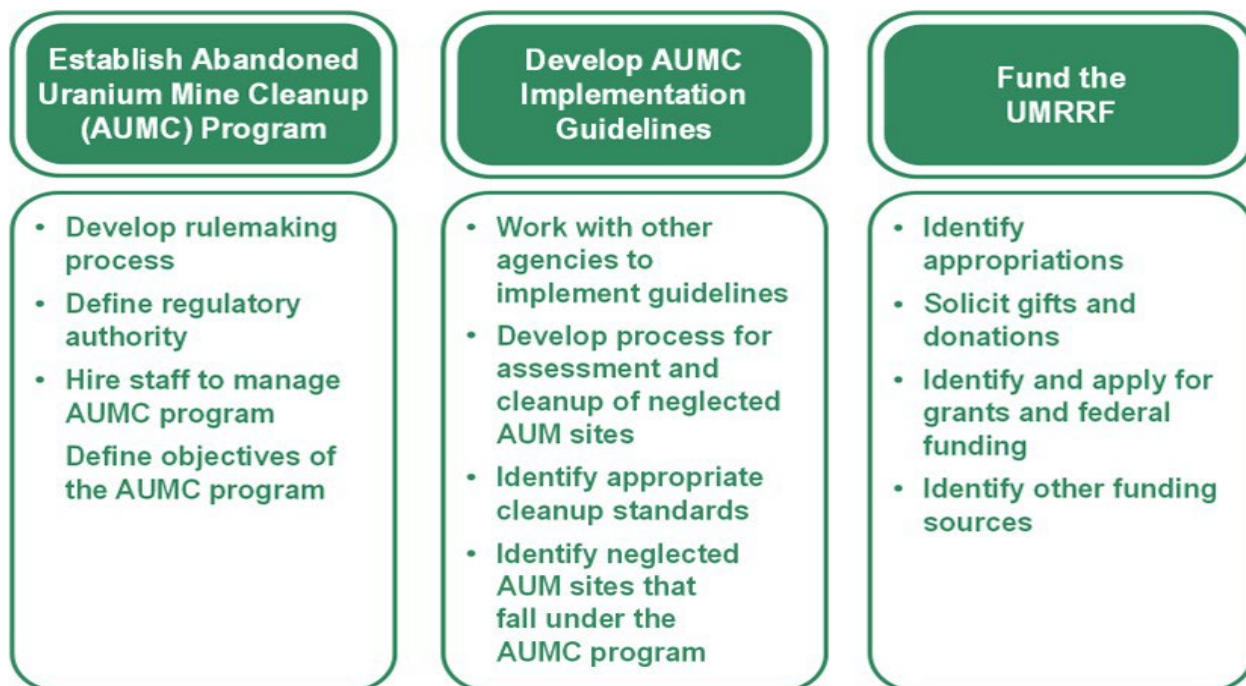 Establish Abandoned
Uranium Mine Cleanup
(AUMC) Program
• Develop rulemaking
process
• Define regulatory
authority
• Hire staff to manage
AUMC program
Define objectives of
the AUMC program
Develop AUMC
Implementation
Guidelines
• Work with other
agencies to
implement guidelines
• Develop process for
assessment and
cleanup of neglected
AUM sites
• Identify appropriate
cleanup standards
• Identify neglected
AUM sites that
fall under the
AUMC program
Fund the
UMRRF
• Identify
appropriations
• Solicit gifts and
donations
• Identify and apply for
grants and federal
funding
• Identify other funding
sources